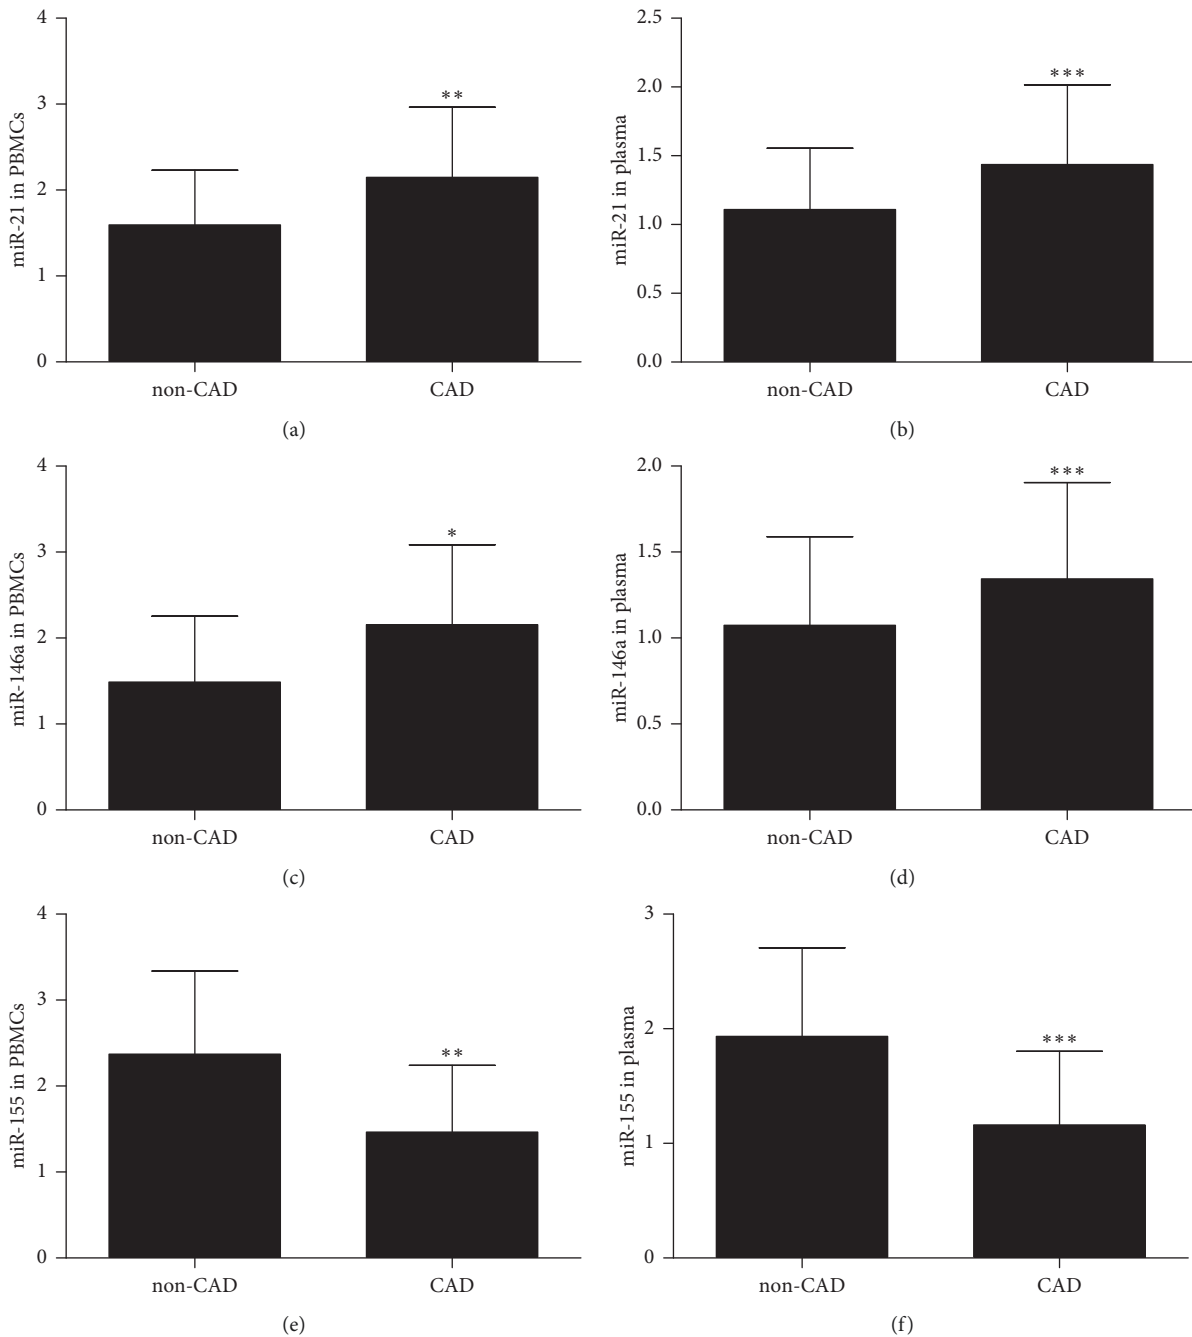 4
3
2
1
0
miR-21 in PBMCs
**
non-CAD
CAD
(a)
2.5
2.0
1.5
1.0
0.5
0.0
miR-21 in plasma
***
non-CAD
CAD
(b)
4
3
2
1
0
miR-146a in PBMCs
*
non-CAD
CAD
(c)
2.0
1.5
1.0
0.5
0.0
miR-146a in plasma
***
non-CAD
CAD
(d)
4
3
2
1
0
miR-155 in PBMCs
**
non-CAD
CAD
(e)
3
2
1
0
miR-155 in plasma
***
non-CAD
CAD
(f)